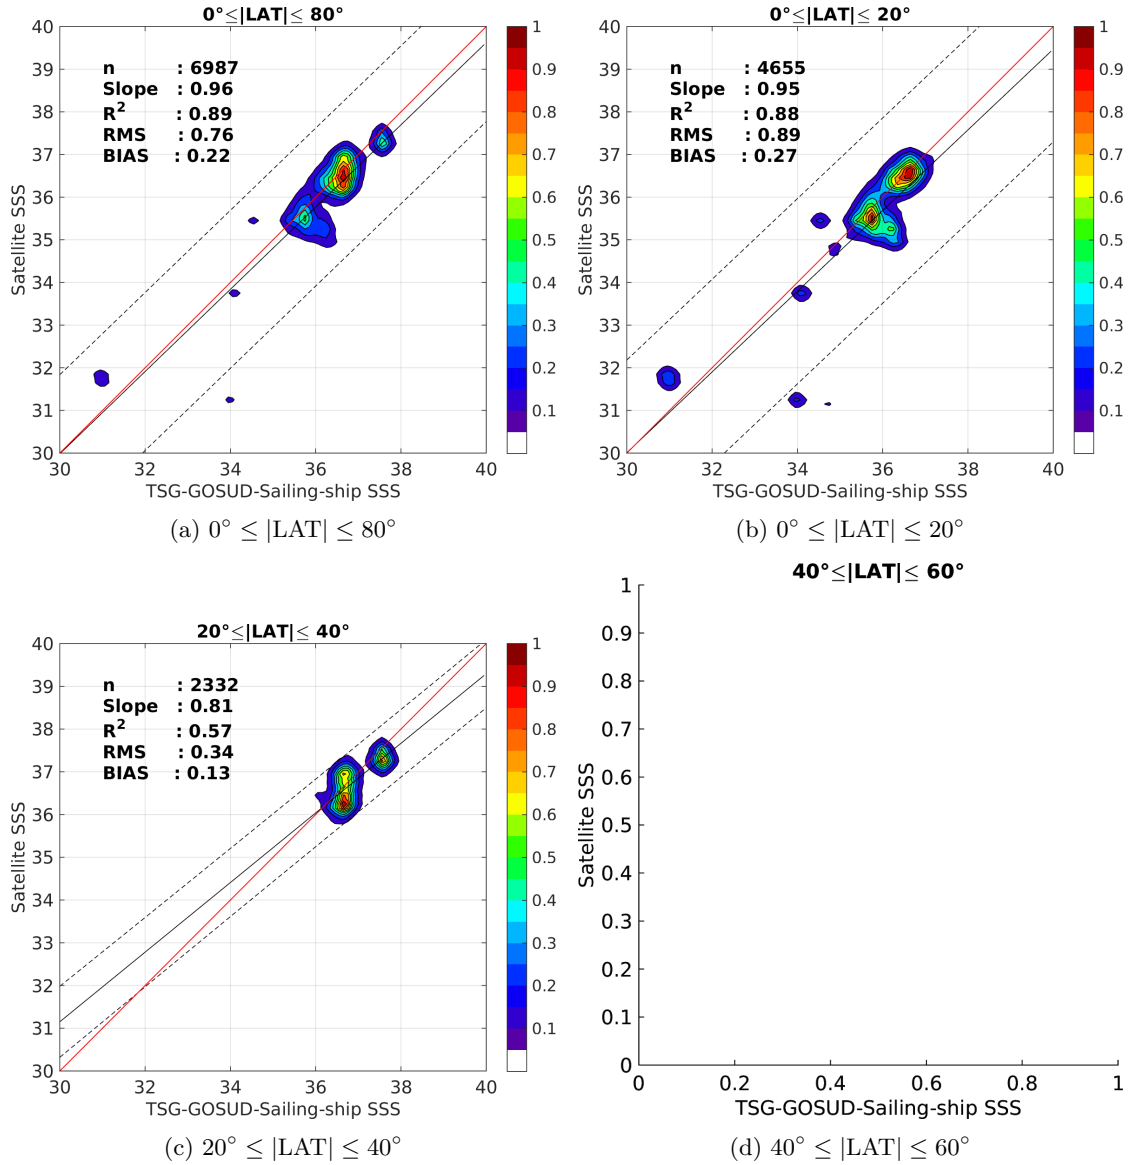 0°≤|LAT|≤ 80°
40
39
38
37
36
35
34
33
32
31
30
n : 6987
Slope : 0.96
R2 : 0.89
RMS : 0.76
BIAS : 0.22
Satellite SSS
30 32 34 36 38 40
TSG-GOSUD-Sailing-ship SSS
1
0.9
0.8
0.7
0.6
0.5
0.4
0.3
0.2
0.1
(a) 0° ≤ |LAT| ≤ 80°
0°≤|LAT|≤ 20°
40
39
38
37
36
35
34
33
32
31
30
n : 4655
Slope : 0.95
R2 : 0.88
RMS : 0.89
BIAS : 0.27
Satellite SSS
30 32 34 36 38 40
TSG-GOSUD-Sailing-ship SSS
1
0.9
0.8
0.7
0.6
0.5
0.4
0.3
0.2
0.1
(b) 0° ≤ |LAT| ≤ 20°
20°≤|LAT|≤ 40°
40
39
38
37
36
35
34
33
32
31
30
n : 2332
Slope : 0.81
R2 : 0.57
RMS : 0.34
BIAS : 0.13
Satellite SSS
30 32 34 36 38 40
TSG-GOSUD-Sailing-ship SSS
1
0.9
0.8
0.7
0.6
0.5
0.4
0.3
0.2
0.1
(c) 20° ≤ |LAT| ≤ 40°
40°≤|LAT|≤ 60°
1
0.9
0.8
0.7
0.6
0.5
0.4
0.3
0.2
0.1
0
Satellite SSS
0 0.2 0.4 0.6 0.8 1
TSG-GOSUD-Sailing-ship SSS
(d) 40° ≤ |LAT| ≤ 60°